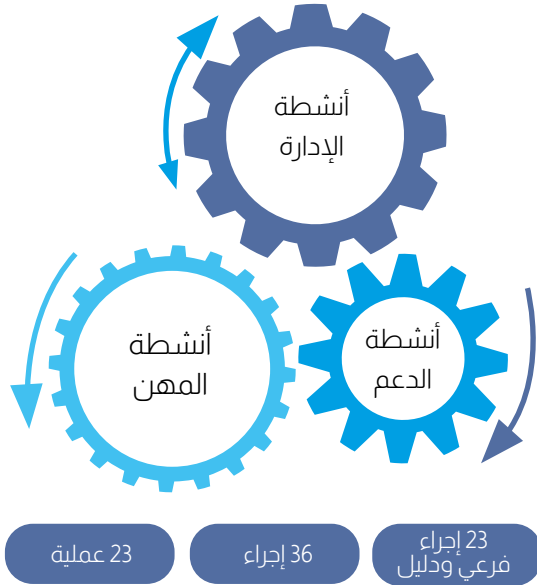 أنشطة
الإدارة
أنشطة
الدعم
أنشطة
المهن
23 إجراء
فرعي ودليل
36 إجراء
23 عملية